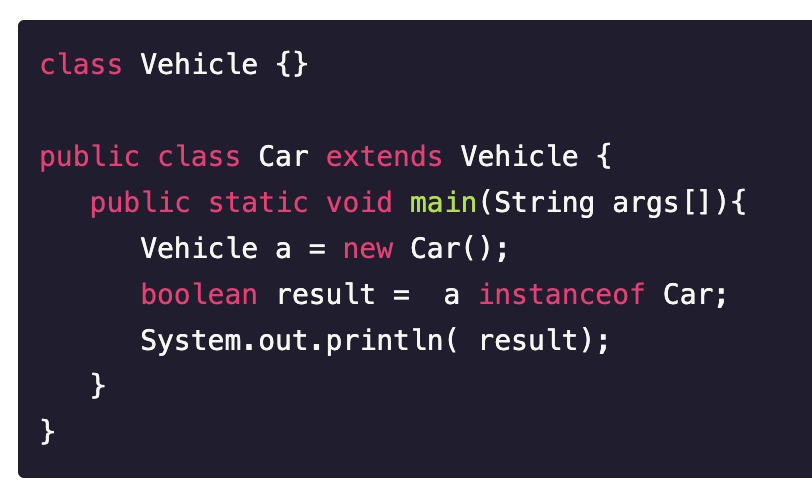 class Vehicle {}

public class Car extends Vehicle {
   public static void main(String args[]){
      Vehicle a = new Car();
      boolean result =  a instanceof Car;
      System.out.println( result);
   }
}